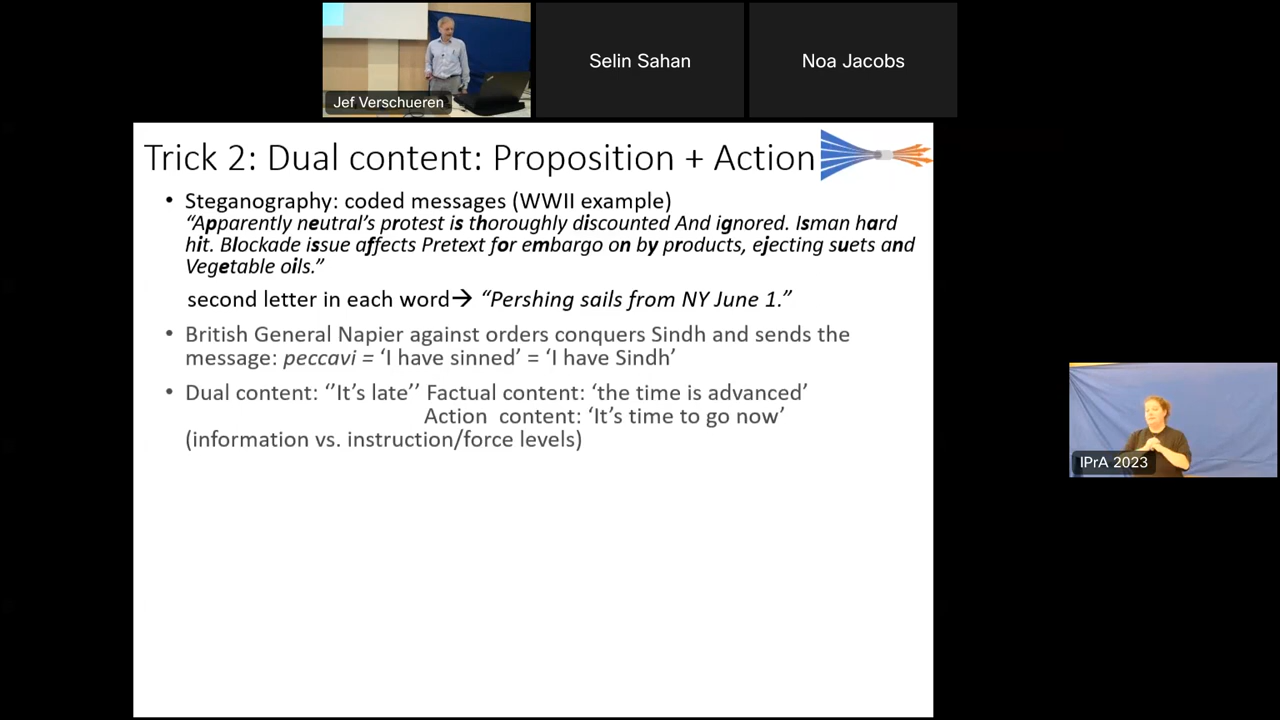 Jef Verschueren
Selin Sahan
Noa Jacobs
Trick 2: Dual content: Proposition + Action
• Steganography: coded messages (WWII example)
“Apparently neutral’s protest is thoroughly discounted And ignored. Isman hard
hit. Blockade issue affects Pretext for embargo on by products, ejecting suets and
Vegetable oils.”
second letter in each word→ “Pershing sails from NY June 1.”
• British General Napier against orders conquers Sindh and sends the
message: peccavi = ‘I have sinned’ = ‘I have Sindh’
• Dual content: ‘‘It’s late’’ Factual content: ‘the time is advanced’
Action content: ‘It’s time to go now’
(information vs. instruction/force levels)
IPrA 2023